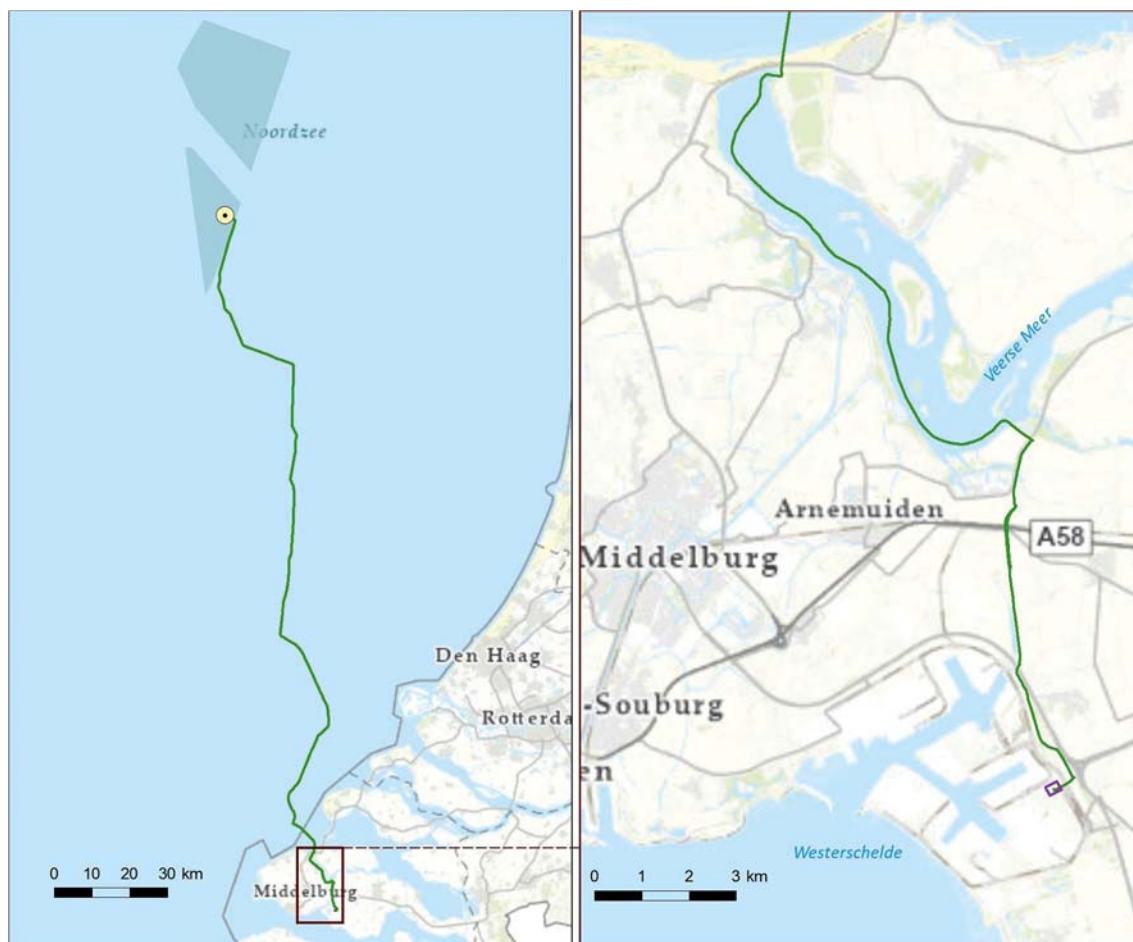 Noordzee
Den Haag
Rotterda
Middelburg
0 10 20 30 km
Veerse Meer
Arnemuiden
A58
Middelburg
-Souburg
en
Westerschelde
0 1 2 3 km